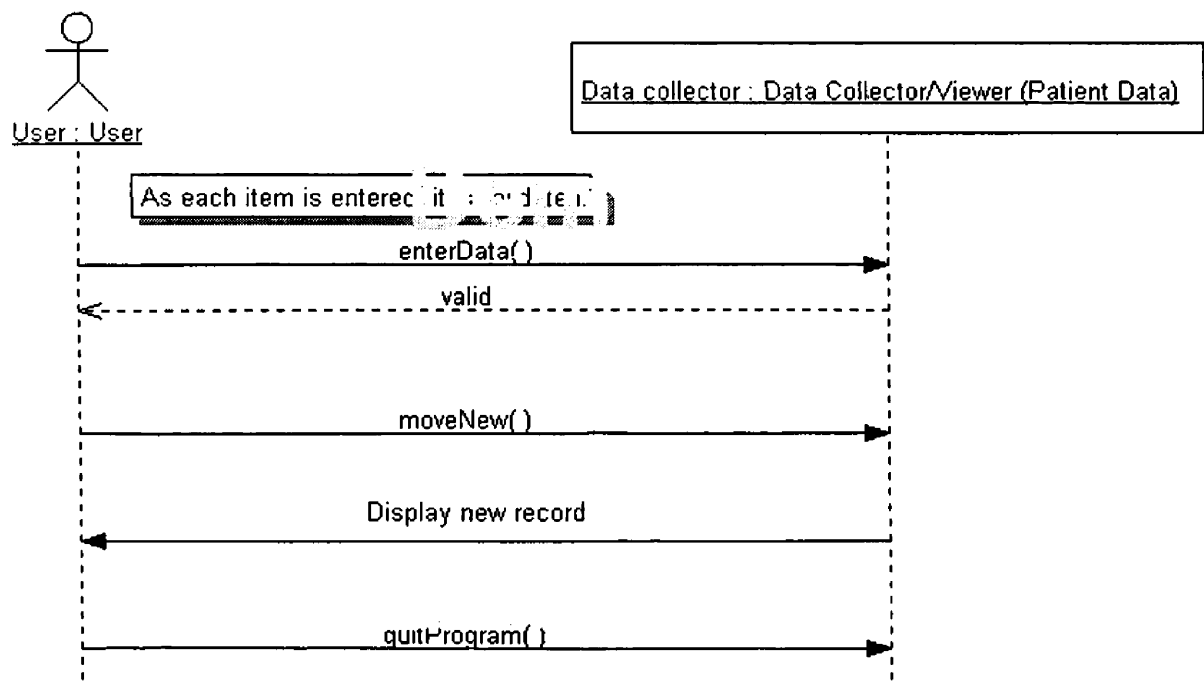 User : User
Data collector : Data Collector/Viewer (Patient Data)
As each item is entered it
enterData( )
valid
moveNew( )
Display new record
quitProgram( )